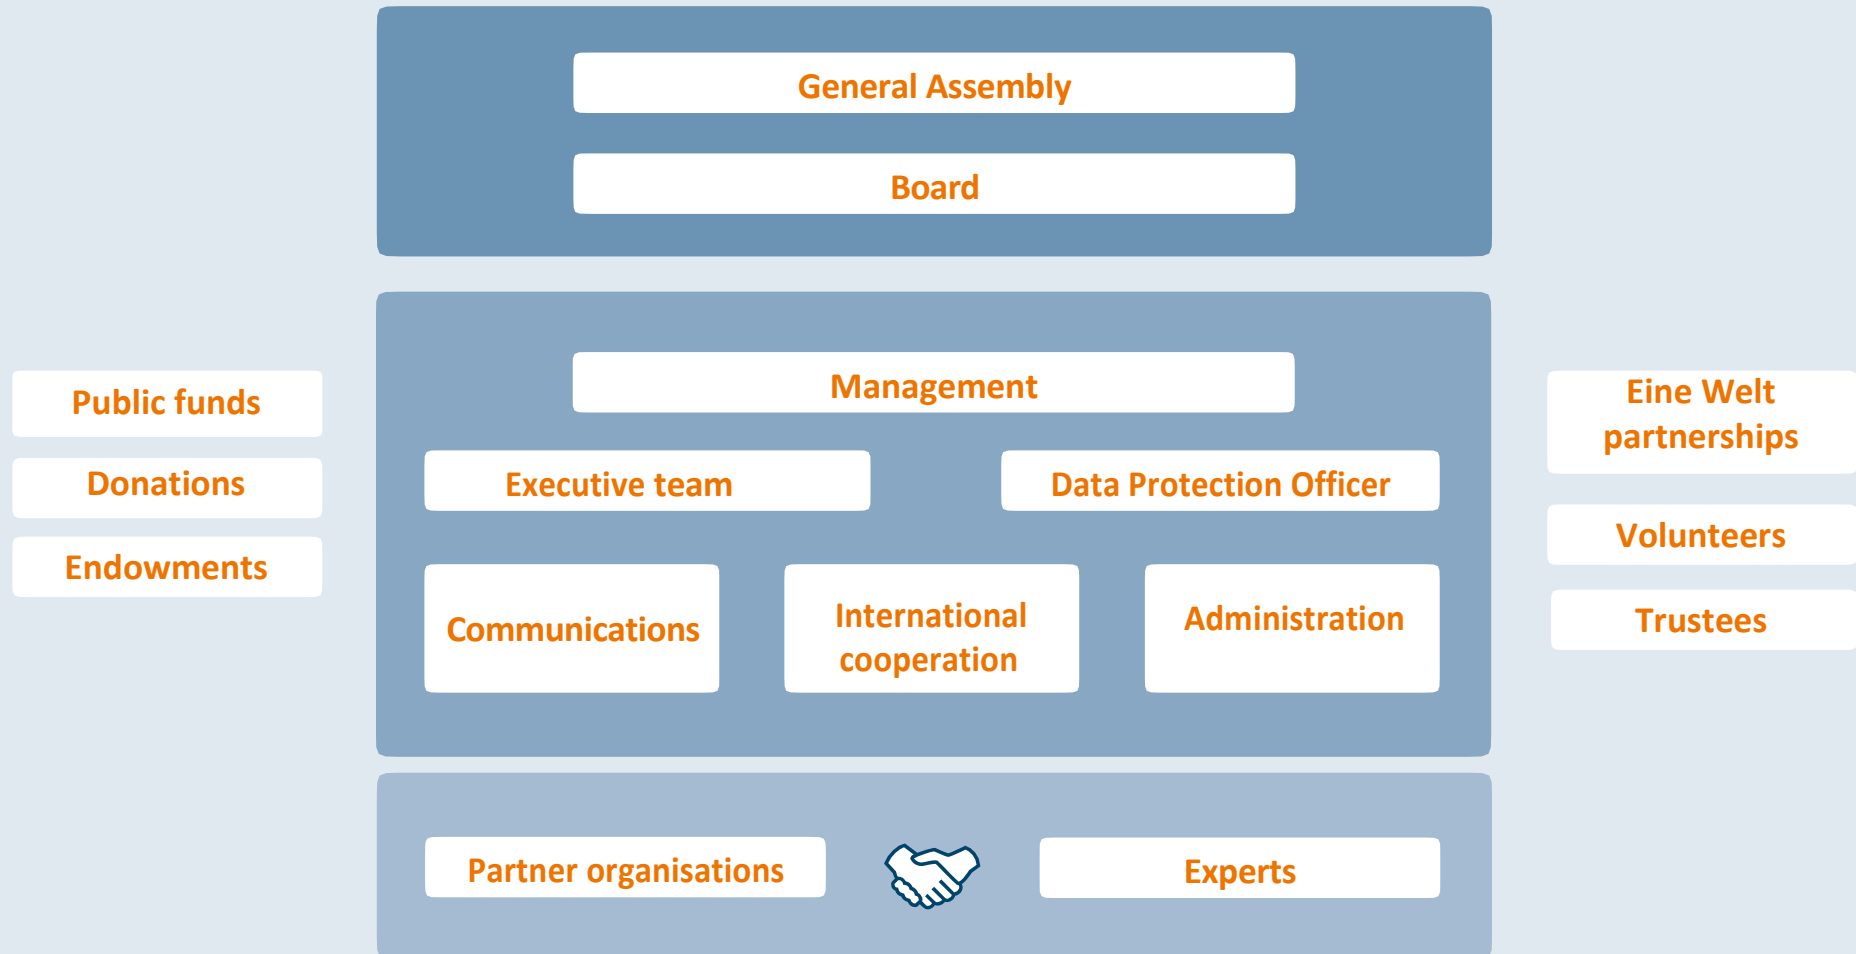 General Assembly
Board
Management
Executive team
Data Protection Officer
Communications
International
cooperation
Administration
Partner organisations
Experts
Public funds
Donations
Endowments
Eine Welt
partnerships
Volunteers
Trustees